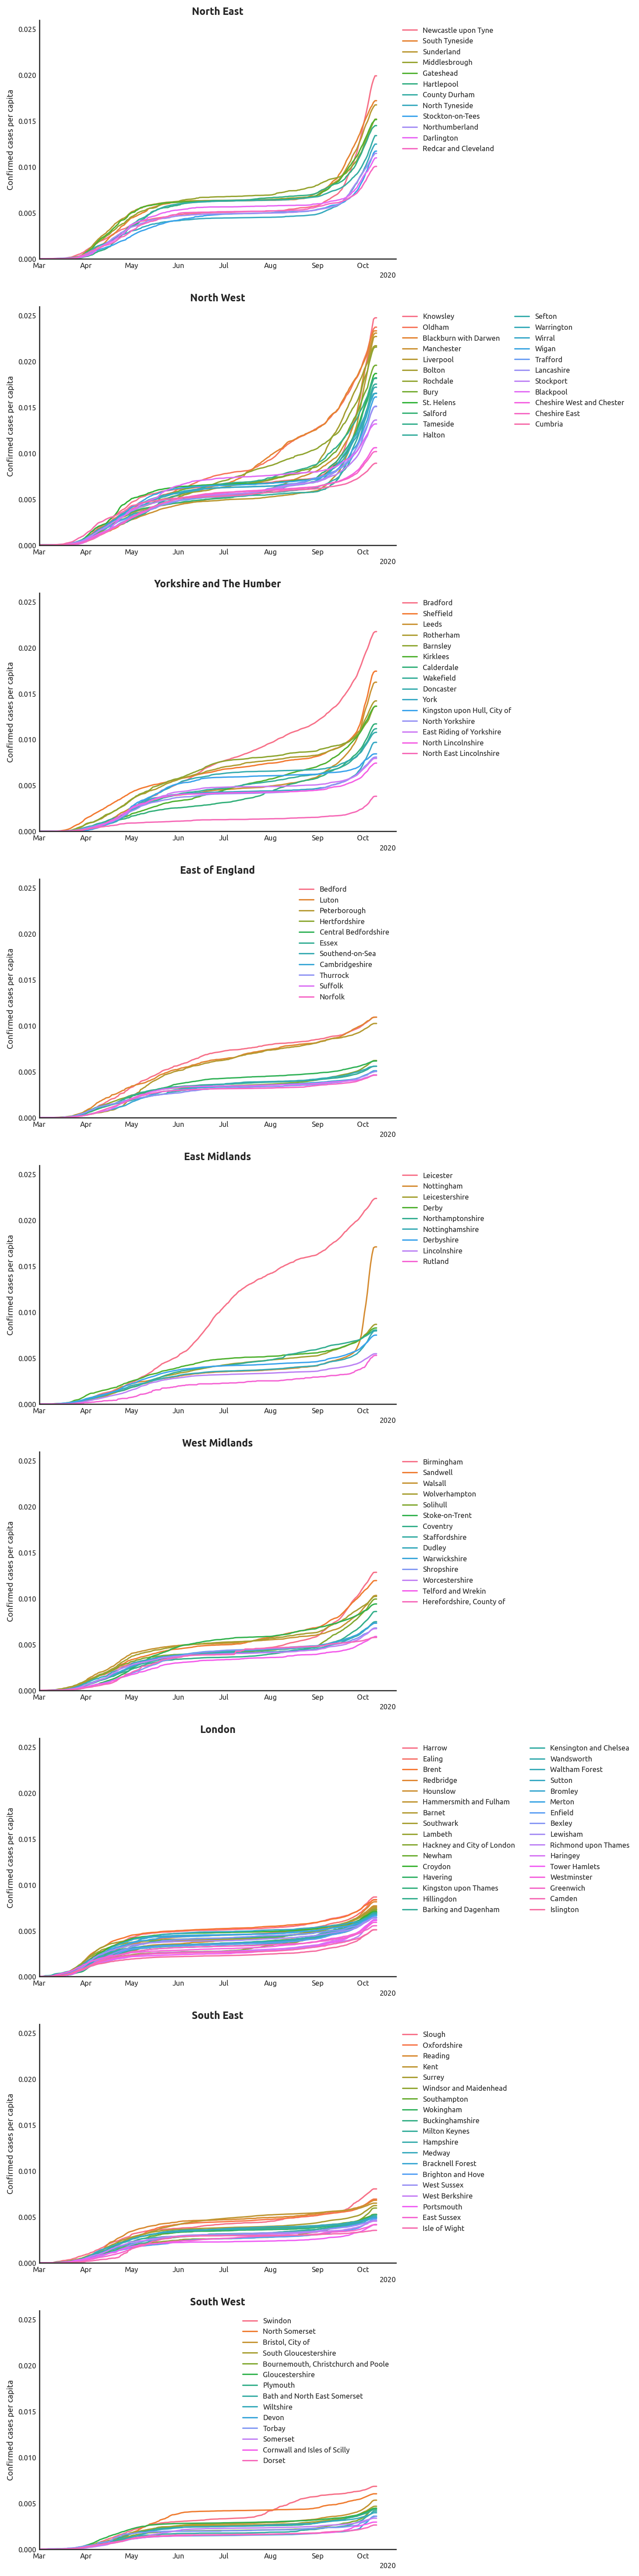 North East
Confirmed cases per capita
0.025
0.020
0.015
0.010
0.005
0.000
Mar Apr May Jun Jul Aug Sep Oct
2020
Newcastle upon Tyne
South Tyneside
Sunderland
Middlesbrough
Gateshead
Hartlepool
County Durham
North Tyneside
Stockton-on-Tees
Northumberland
Darlington
Redcar and Cleveland
North West
Confirmed cases per capita
0.025
0.020
0.015
0.010
0.005
0.000
Mar Apr May Jun Jul Aug Sep Oct
2020
Knowsley
Oldham
Blackburn with Darwen
Manchester
Liverpool
Bolton
Rochdale
Bury
St. Helens
Salford
Tameside
Halton
Sefton
Warrington
Wirral
Wigan
Trafford
Lancashire
Stockport
Blackpool
Cheshire West and Chester
Cheshire East
Cumbria
Yorkshire and The Humber
Confirmed cases per capita
0.025
0.020
0.015
0.010
0.005
0.000
Mar Apr May Jun Jul Aug Sep Oct
2020
Bradford
Sheffield
Leeds
Rotherham
Barnsley
Kirklees
Calderdale
Wakefield
Doncaster
York
Kingston upon Hull, City of
North Yorkshire
East Riding of Yorkshire
North Lincolnshire
North East Lincolnshire
East of England
Confirmed cases per capita
0.025
0.020
0.015
0.010
0.005
0.000
Mar Apr May Jun Jul Aug Sep Oct
2020
Bedford
Luton
Peterborough
Hertfordshire
Central Bedfordshire
Essex
Southend-on-Sea
Cambridgeshire
Thurrock
Suffolk
Norfolk
East Midlands
Confirmed cases per capita
0.025
0.020
0.015
0.010
0.005
0.000
Mar Apr May Jun Jul Aug Sep Oct
2020
Leicester
Nottingham
Leicestershire
Derby
Northamptonshire
Nottinghamshire
Derbyshire
Lincolnshire
Rutland
West Midlands
Confirmed cases per capita
0.025
0.020
0.015
0.010
0.005
0.000
Mar Apr May Jun Jul Aug Sep Oct
2020
Birmingham
Sandwell
Walsall
Wolverhampton
Solihull
Stoke-on-Trent
Coventry
Staffordshire
Dudley
Warwickshire
Shropshire
Worcestershire
Telford and Wrekin
Herefordshire, County of
London
Confirmed cases per capita
0.025
0.020
0.015
0.010
0.005
0.000
Mar Apr May Jun Jul Aug Sep Oct
2020
Harrow
Ealing
Brent
Redbridge
Hounslow
Hammersmith and Fulham
Barnet
Southwark
Lambeth
Hackney and City of London
Newham
Croydon
Havering
Kingston upon Thames
Hillingdon
Barking and Dagenham
Kensington and Chelsea
Wandsworth
Waltham Forest
Sutton
Bromley
Merton
Enfield
Bexley
Lewisham
Richmond upon Thames
Haringey
Tower Hamlets
Westminster
Greenwich
Camden
Islington
South East
Confirmed cases per capita
0.025
0.020
0.015
0.010
0.005
0.000
Mar Apr May Jun Jul Aug Sep Oct
2020
Slough
Oxfordshire
Reading
Kent
Surrey
Windsor and Maidenhead
Southampton
Wokingham
Buckinghamshire
Milton Keynes
Hampshire
Medway
Bracknell Forest
Brighton and Hove
West Sussex
West Berkshire
Portsmouth
East Sussex
Isle of Wight
South West
Confirmed cases per capita
0.025
0.020
0.015
0.010
0.005
0.000
Mar Apr May Jun Jul Aug Sep Oct
2020
Swindon
North Somerset
Bristol, City of
South Gloucestershire
Bournemouth, Christchurch and Poole
Gloucestershire
Plymouth
Bath and North East Somerset
Wiltshire
Devon
Torbay
Somerset
Cornwall and Isles of Scilly
Dorset